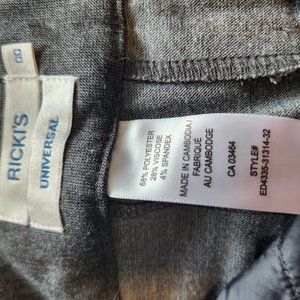 RICKI'S
UNIVERSAL
00
68% POLYESTER
28% VISCOSE
4% SPANDEX
MADE IN CAMBODIA/
FABRIQUÉ
AU CAMBODGE
CA 03464
STYLE#
ED4335-31314-32